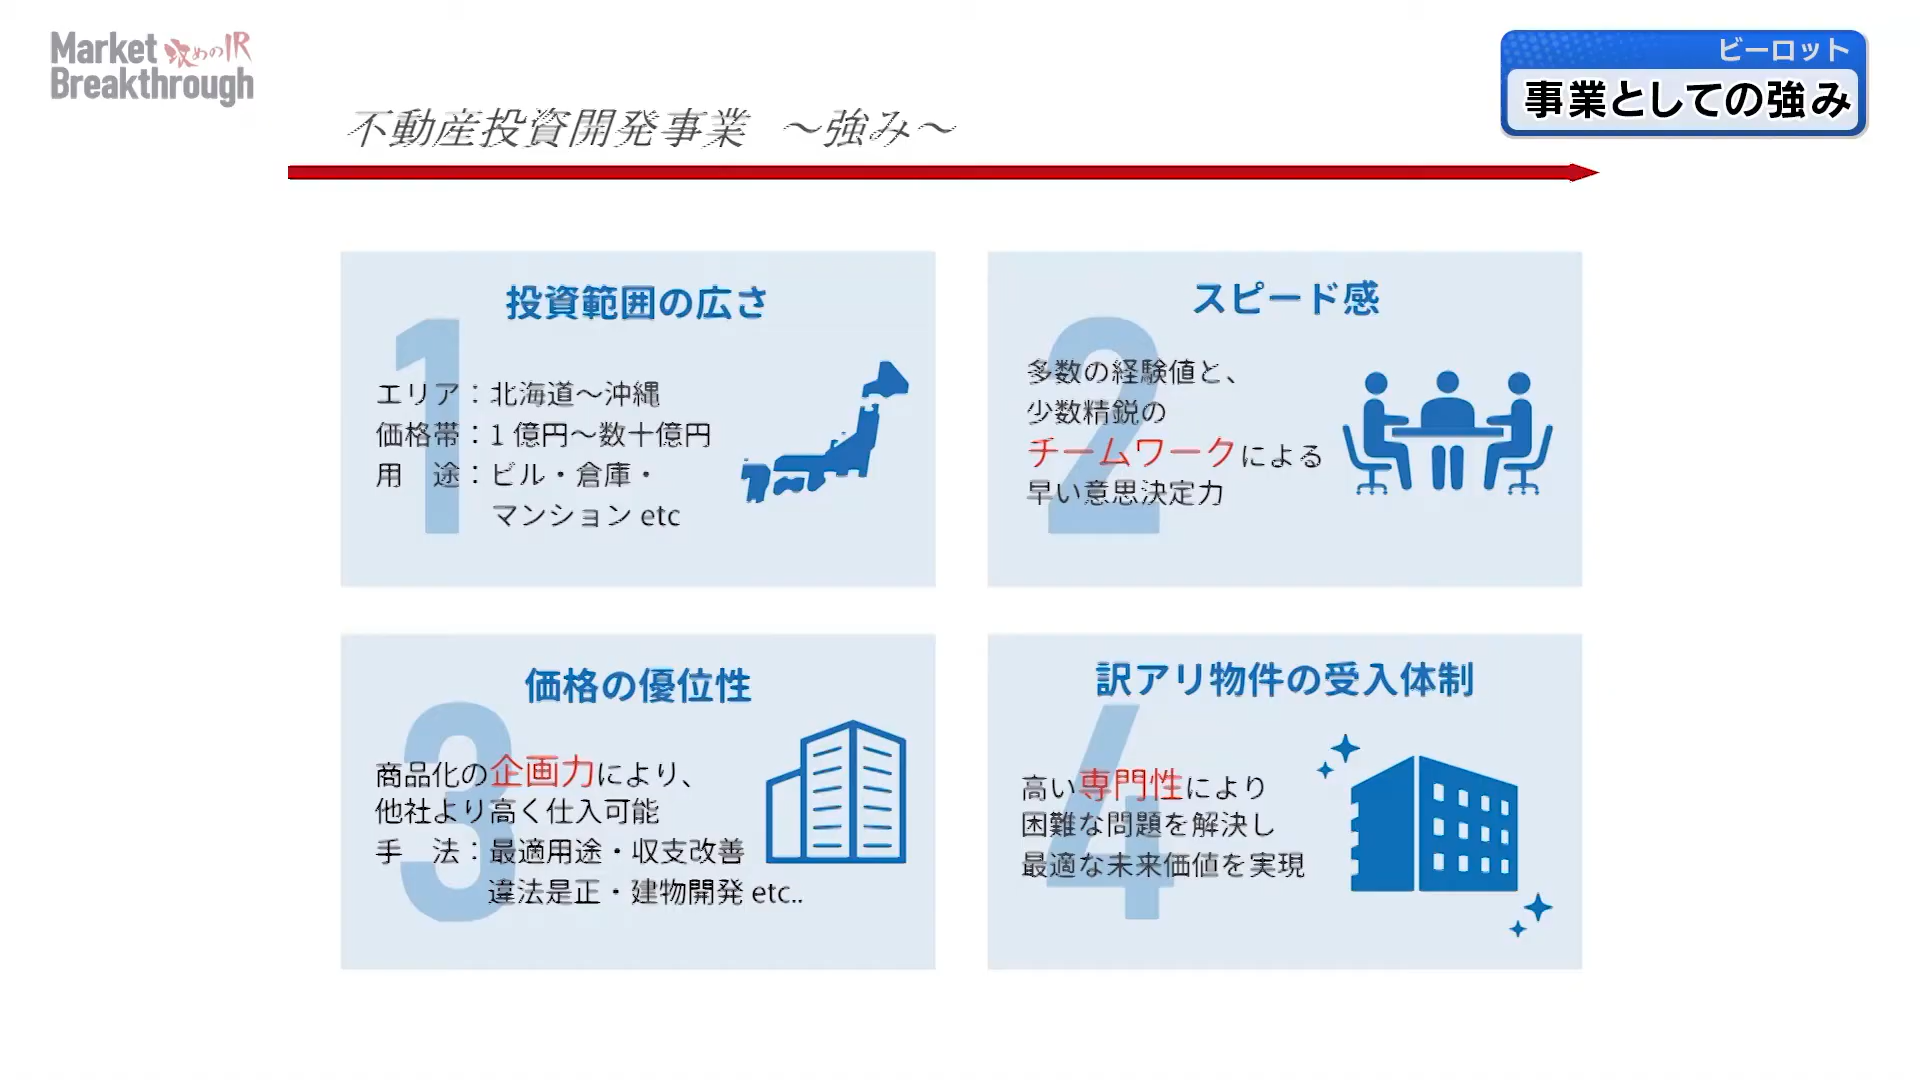 Market 攻めのIR
Breakthrough
ビーロット
事業としての強み
不動産投資開発事業 ～強み～
1
投資範囲の広さ
エリア：北海道～沖縄
価格帯：1 億円～数十億円
用　途：ビル・倉庫・
マンション etc
2
スピード感
多数の経験値と、
少数精鋭の
チームワークによる
早い意思決定力
3
価格の優位性
商品化の企画力により、
他社より高く仕入可能
手　法：最適用途・収支改善
違法是正・建物開発 etc..
4
訳アリ物件の受入体制
高い専門性により
困難な問題を解決し
最適な未来価値を実現